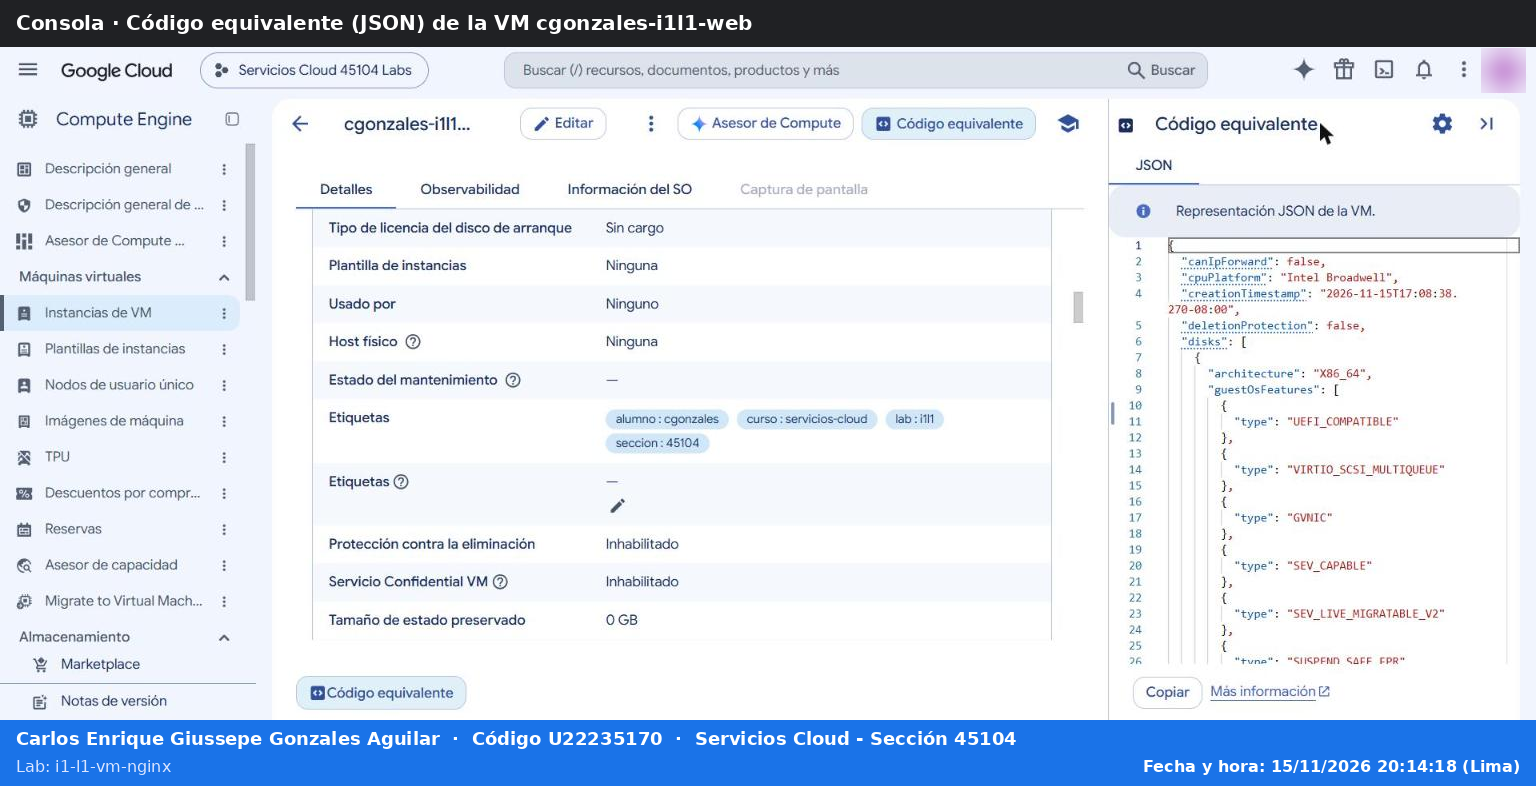 Consola · Código equivalente (JSON) de la VM cgonzales-i1l1-web
Google Cloud
Servicios Cloud 45104 Labs
Buscar (/) recursos, documentos, productos y más
Buscar
Compute Engine
Descripción general
Descripción general de ...
Asesor de Compute ...
Máquinas virtuales
Instancias de VM
Plantillas de instancias
Nodos de usuario único
Imágenes de máquina
TPU
Descuentos por compr...
Reservas
Asesor de capacidad
Migrate to Virtual Mach...
Almacenamiento
Marketplace
Notas de versión
cgonzales-i1l1...
Editar
Asesor de Compute
Código equivalente
Detalles
Observabilidad
Información del SO
Captura de pantalla
Tipo de licencia del disco de arranque Sin cargo
Plantilla de instancias Ninguna
Usado por Ninguno
Host físico Ninguna
Estado del mantenimiento —
Etiquetas alumno : cgonzales curso : servicios-cloud lab : i1l1
seccion : 45104
Etiquetas —
Protección contra la eliminación Inhabilitado
Servicio Confidential VM Inhabilitado
Tamaño de estado preservado 0 GB
Código equivalente
Código equivalente
JSON
Representación JSON de la VM.
1 {
2 "canIpForward": false,
3 "cpuPlatform": "Intel Broadwell",
4 "creationTimestamp": "2026-11-15T17:08:38.
270-08:00",
5 "deletionProtection": false,
6 "disks": [
7 {
8 "architecture": "X86_64",
9 "guestOsFeatures": [
10 {
11 "type": "UEFI_COMPATIBLE"
12 },
13 {
14 "type": "VIRTIO_SCSI_MULTIQUEUE"
15 },
16 {
17 "type": "GVNIC"
18 },
19 {
20 "type": "SEV_CAPABLE"
21 },
22 {
23 "type": "SEV_LIVE_MIGRATABLE_V2"
24 },
25 {
26 "type": "SUSPEND_SAFE_FPR"
Copiar
Más información
Carlos Enrique Giussepe Gonzales Aguilar · Código U22235170 · Servicios Cloud - Sección 45104
Lab: i1-l1-vm-nginx
Fecha y hora: 15/11/2026 20:14:18 (Lima)